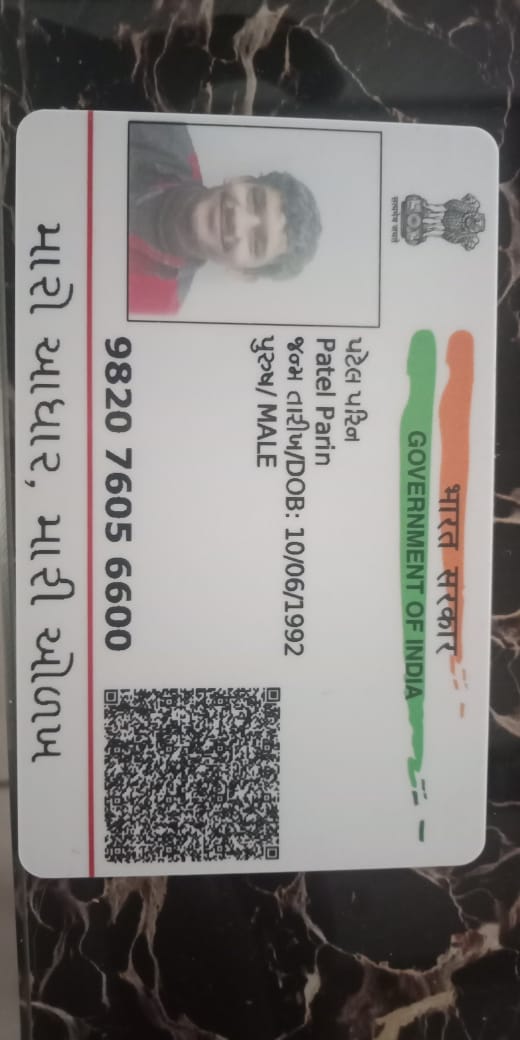 सत्यमेव जयते
भारत सरकार
GOVERNMENT OF INDIA
પટેલ પરિન
Patel Parin
જન્મ તારીખ/DOB: 10/06/1992
પુરુષ/ MALE
9820 7605 6600
મારો આધાર, મારી ઓળખ